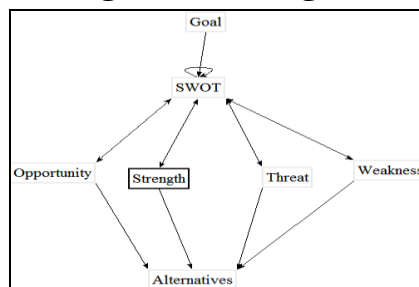 Goal
SWOT
Opportunity
Strength
Threat
Weakness
Alternatives